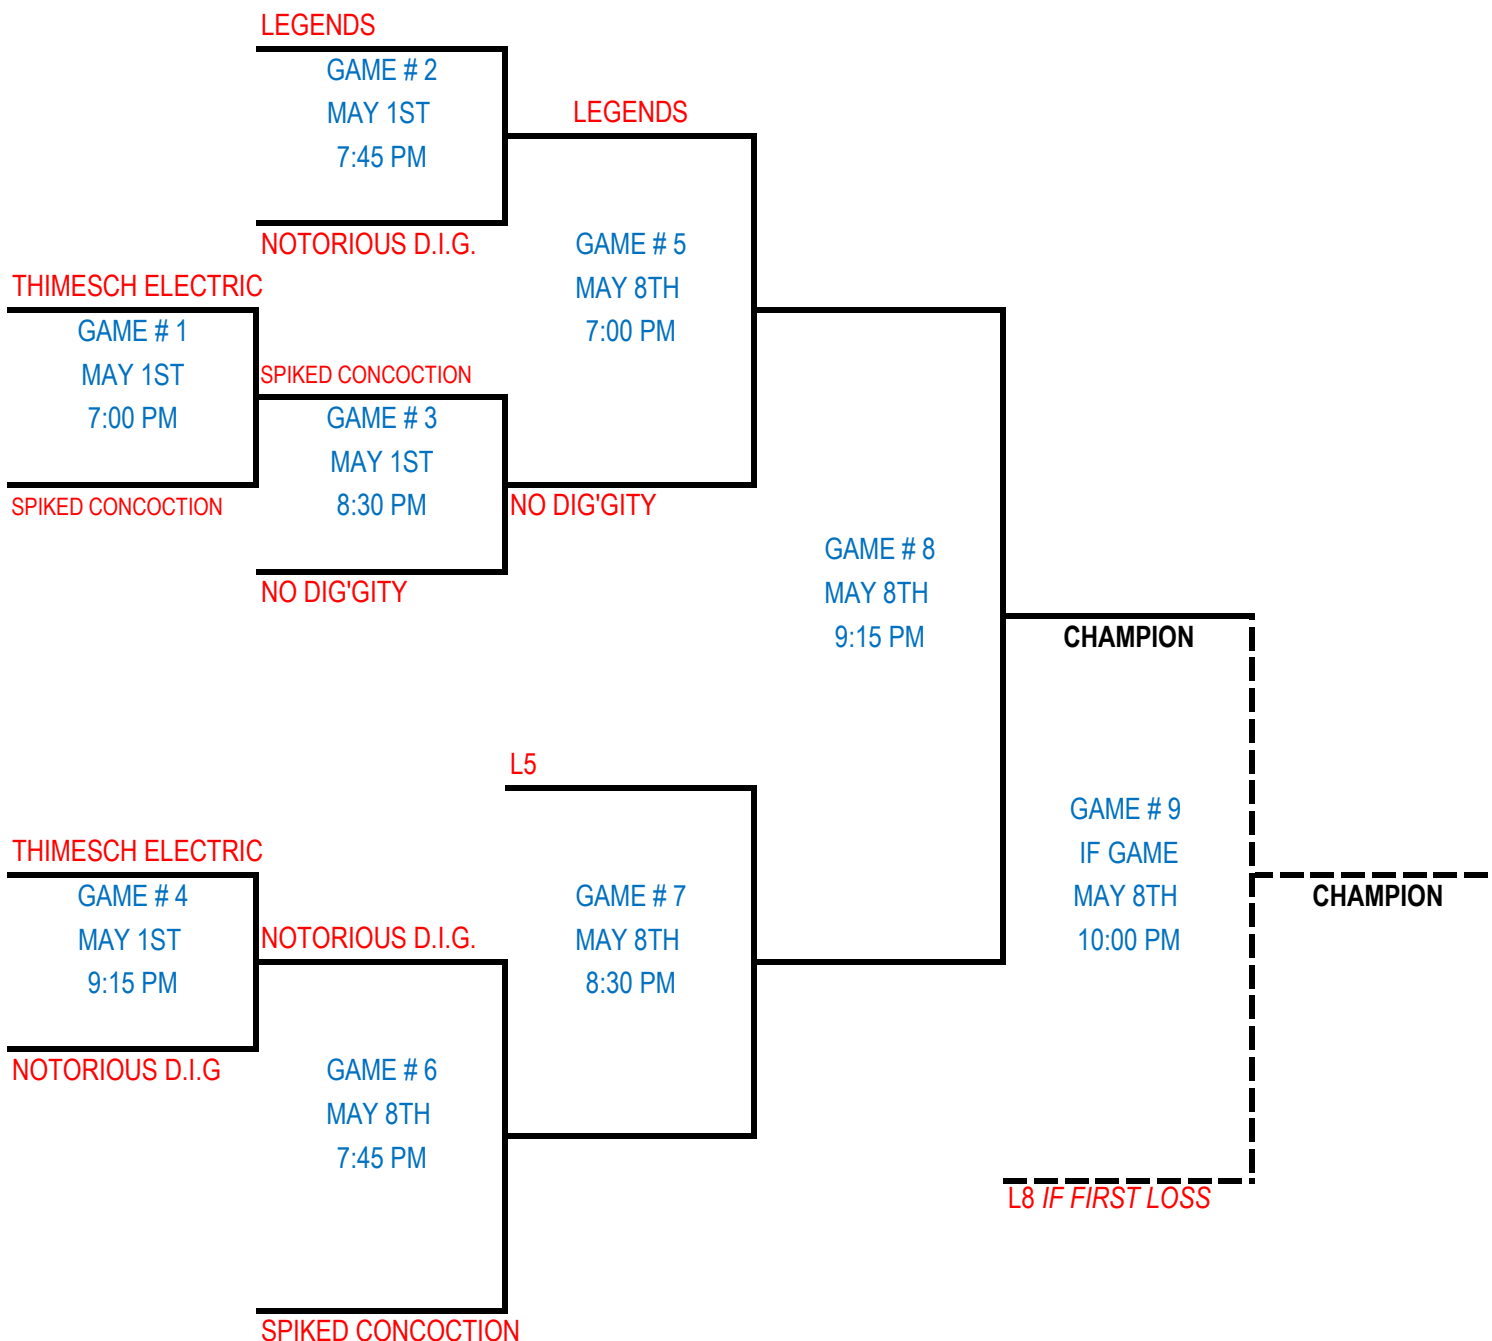 LEGENDS
GAME # 2
MAY 1ST
7:45 PM
NOTORIOUS D.I.G.
LEGENDS
GAME # 5
MAY 8TH
7:00 PM
THIMESCH ELECTRIC
GAME # 1
MAY 1ST
7:00 PM
SPIKED CONCOCTION
SPIKED CONCOCTION
GAME # 3
MAY 1ST
8:30 PM
NO DIG'GITY
NO DIG'GITY
GAME # 8
MAY 8TH
9:15 PM
CHAMPION
L5
GAME # 7
MAY 8TH
8:30 PM
THIMESCH ELECTRIC
GAME # 4
MAY 1ST
9:15 PM
NOTORIOUS D.I.G
NOTORIOUS D.I.G.
GAME # 6
MAY 8TH
7:45 PM
SPIKED CONCOCTION
GAME # 9
IF GAME
MAY 8TH
10:00 PM
CHAMPION
L8 IF FIRST LOSS